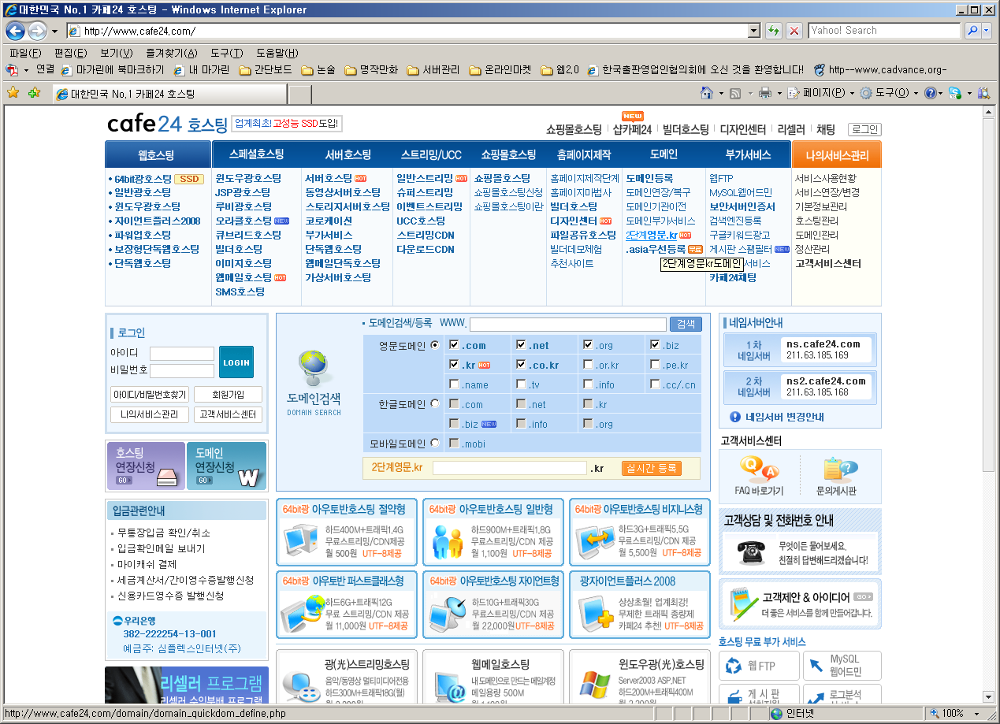 대한민국 No.1 카페24 호스팅 - Windows Internet Explorer
http://www.cafe24.com/
Yahoo! Search
파일(F) 편집(E) 보기(V) 즐겨찾기(A) 도구(T) 도움말(H)
연결 마가린에 북마크하기 내 마가린 간단보드 논술 명작만화 서버관리 온라인마켓 웹2.0 한국출판영업인협의회에 오신 것을 환영합니다! http--www.cadvance.org-
대한민국 No.1 카페24 호스팅
페이지(P) 도구(O)
cafe24 호스팅 업계최초! 고성능 SSD도입!
NEW
쇼핑몰호스팅 샵카페24 빌더호스팅 디자인센터 리셀러 채팅 로그인
웹호스팅 스페셜호스팅 서버호스팅 스트리밍/UCC 쇼핑몰호스팅 홈페이지제작 도메인 부가서비스 나의서비스관리
64bit광호스팅 SSD
일반광호스팅
윈도우광호스팅
자이언트플러스2008
파워업호스팅
보장형단독웹호스팅
단독웹호스팅
윈도우광호스팅
JSP광호스팅
루비광호스팅
오라클호스팅 NEW
큐브리드호스팅
빌더호스팅
이미지호스팅
웹메일호스팅 HOT
SMS호스팅
서버호스팅 HOT
동영상서버호스팅
스토리지서버호스팅
코로케이션
부가서비스
단독웹호스팅
웹메일단독호스팅
가상서버호스팅
일반스트리밍 HOT
슈퍼스트리밍
이벤트스트리밍
UCC호스팅
스트리밍CDN
다운로드CDN
쇼핑몰호스팅
쇼핑몰호스팅신청
쇼핑몰호스팅이란
홈페이지제작단계
홈페이지마법사
빌더호스팅
디자인센터 HOT
파일공유호스팅
빌더데모체험
추천사이트
도메인등록
도메인연장/복구
도메인기관이전
도메인부가서비스
2단계영문.kr HOT
.asia우선등록 무료
2단계영문kr도메인
웹FTP
MySQL웹어드민
보안서버인증서
검색엔진등록
구글키워드광고
게시판 스팸필터 NEW
서비스
카페24채팅
서비스사용현황
서비스연장/변경
기본정보관리
호스팅관리
도메인관리
정산관리
고객서비스센터
로그인
아이디
비밀번호
LOGIN
아이디/비밀번호찾기 회원가입
나의서비스관리 고객서비스센터
호스팅
연장신청
GO
도메인
연장신청
GO
W
입금관련안내
무통장입금 확인/취소
입금확인메일 보내기
마이캐쉬 결제
세금계산서/간이영수증발행신청
신용카드영수증 발행신청
우리은행
382-222254-13-001
예금주: 심플렉스인터넷(주)
리셀러 프로그램
리셀러 수익분배 프로그램
도메인검색
DOMAIN SEARCH
도메인검색/등록 WWW. 검색
영문도메인 .com .net .org .biz
.kr HOT .co.kr .or.kr .pe.kr
.name .tv .info .cc/.cn
한글도메인 .com .net .kr
.biz NEW .info .org
모바일도메인 .mobi
2단계영문.kr .kr 실시간 등록
64bit광 아우토반호스팅 절약형
하드400M+트래픽1.4G
무료스트리밍/CDN제공
월 500원 UTF-8제공
64bit광 아우토반호스팅 일반형
하드900M+트래픽1.8G
무료스트리밍/CDN 제공
월 1,100원 UTF-8제공
64bit광 아우토반호스팅 비지니스형
하드3G+트래픽5.5G
무료스트리밍/CDN 제공
월 5,500원 UTF-8제공
64bit광 아우토반 퍼스트클래스형
하드6G+트래픽12G
무료 스트리밍/CDN 제공
월 11,000원 UTF-8제공
64bit광 아우토반호스팅 자이언트형
하드10G+트래픽30G
무료스트리밍/CDN 제공
월 22,000원 UTF-8제공
광자이언트플러스 2008
상상초월! 업계최강!
무제한 트래픽 종량제
카페24 추천! UTF-8제공
광(光)스트리밍호스팅
음악/동영상 멀티미디어전용
하드300M+트래픽18G(월)
웹메일호스팅
내 도메인으로 만드는 메일계정
메일용량 500M
윈도우광(光)호스팅
Server2003 ASP.NET
하드200M+트래픽400M
네임서버안내
1 차
네임서버
ns.cafe24.com
211.63.185.169
2 차
네임서버
ns2.cafe24.com
211.63.185.168
네임서버 변경안내
고객서비스센터
Q A
FAQ 바로가기 문의게시판
고객상담 및 전화번호 안내
무엇이든 물어보세요.
친절히 답변해드리겠습니다!
고객제안 & 아이디어 GO
더 좋은 서비스를 함께 만들어갑니다.
호스팅 무료 부가 서비스
웹 FTP
MySQL
웹어드민
게 시 판
로그분석
http://www.cafe24.com/domain/domain_quickdom_define.php 인터넷 100%